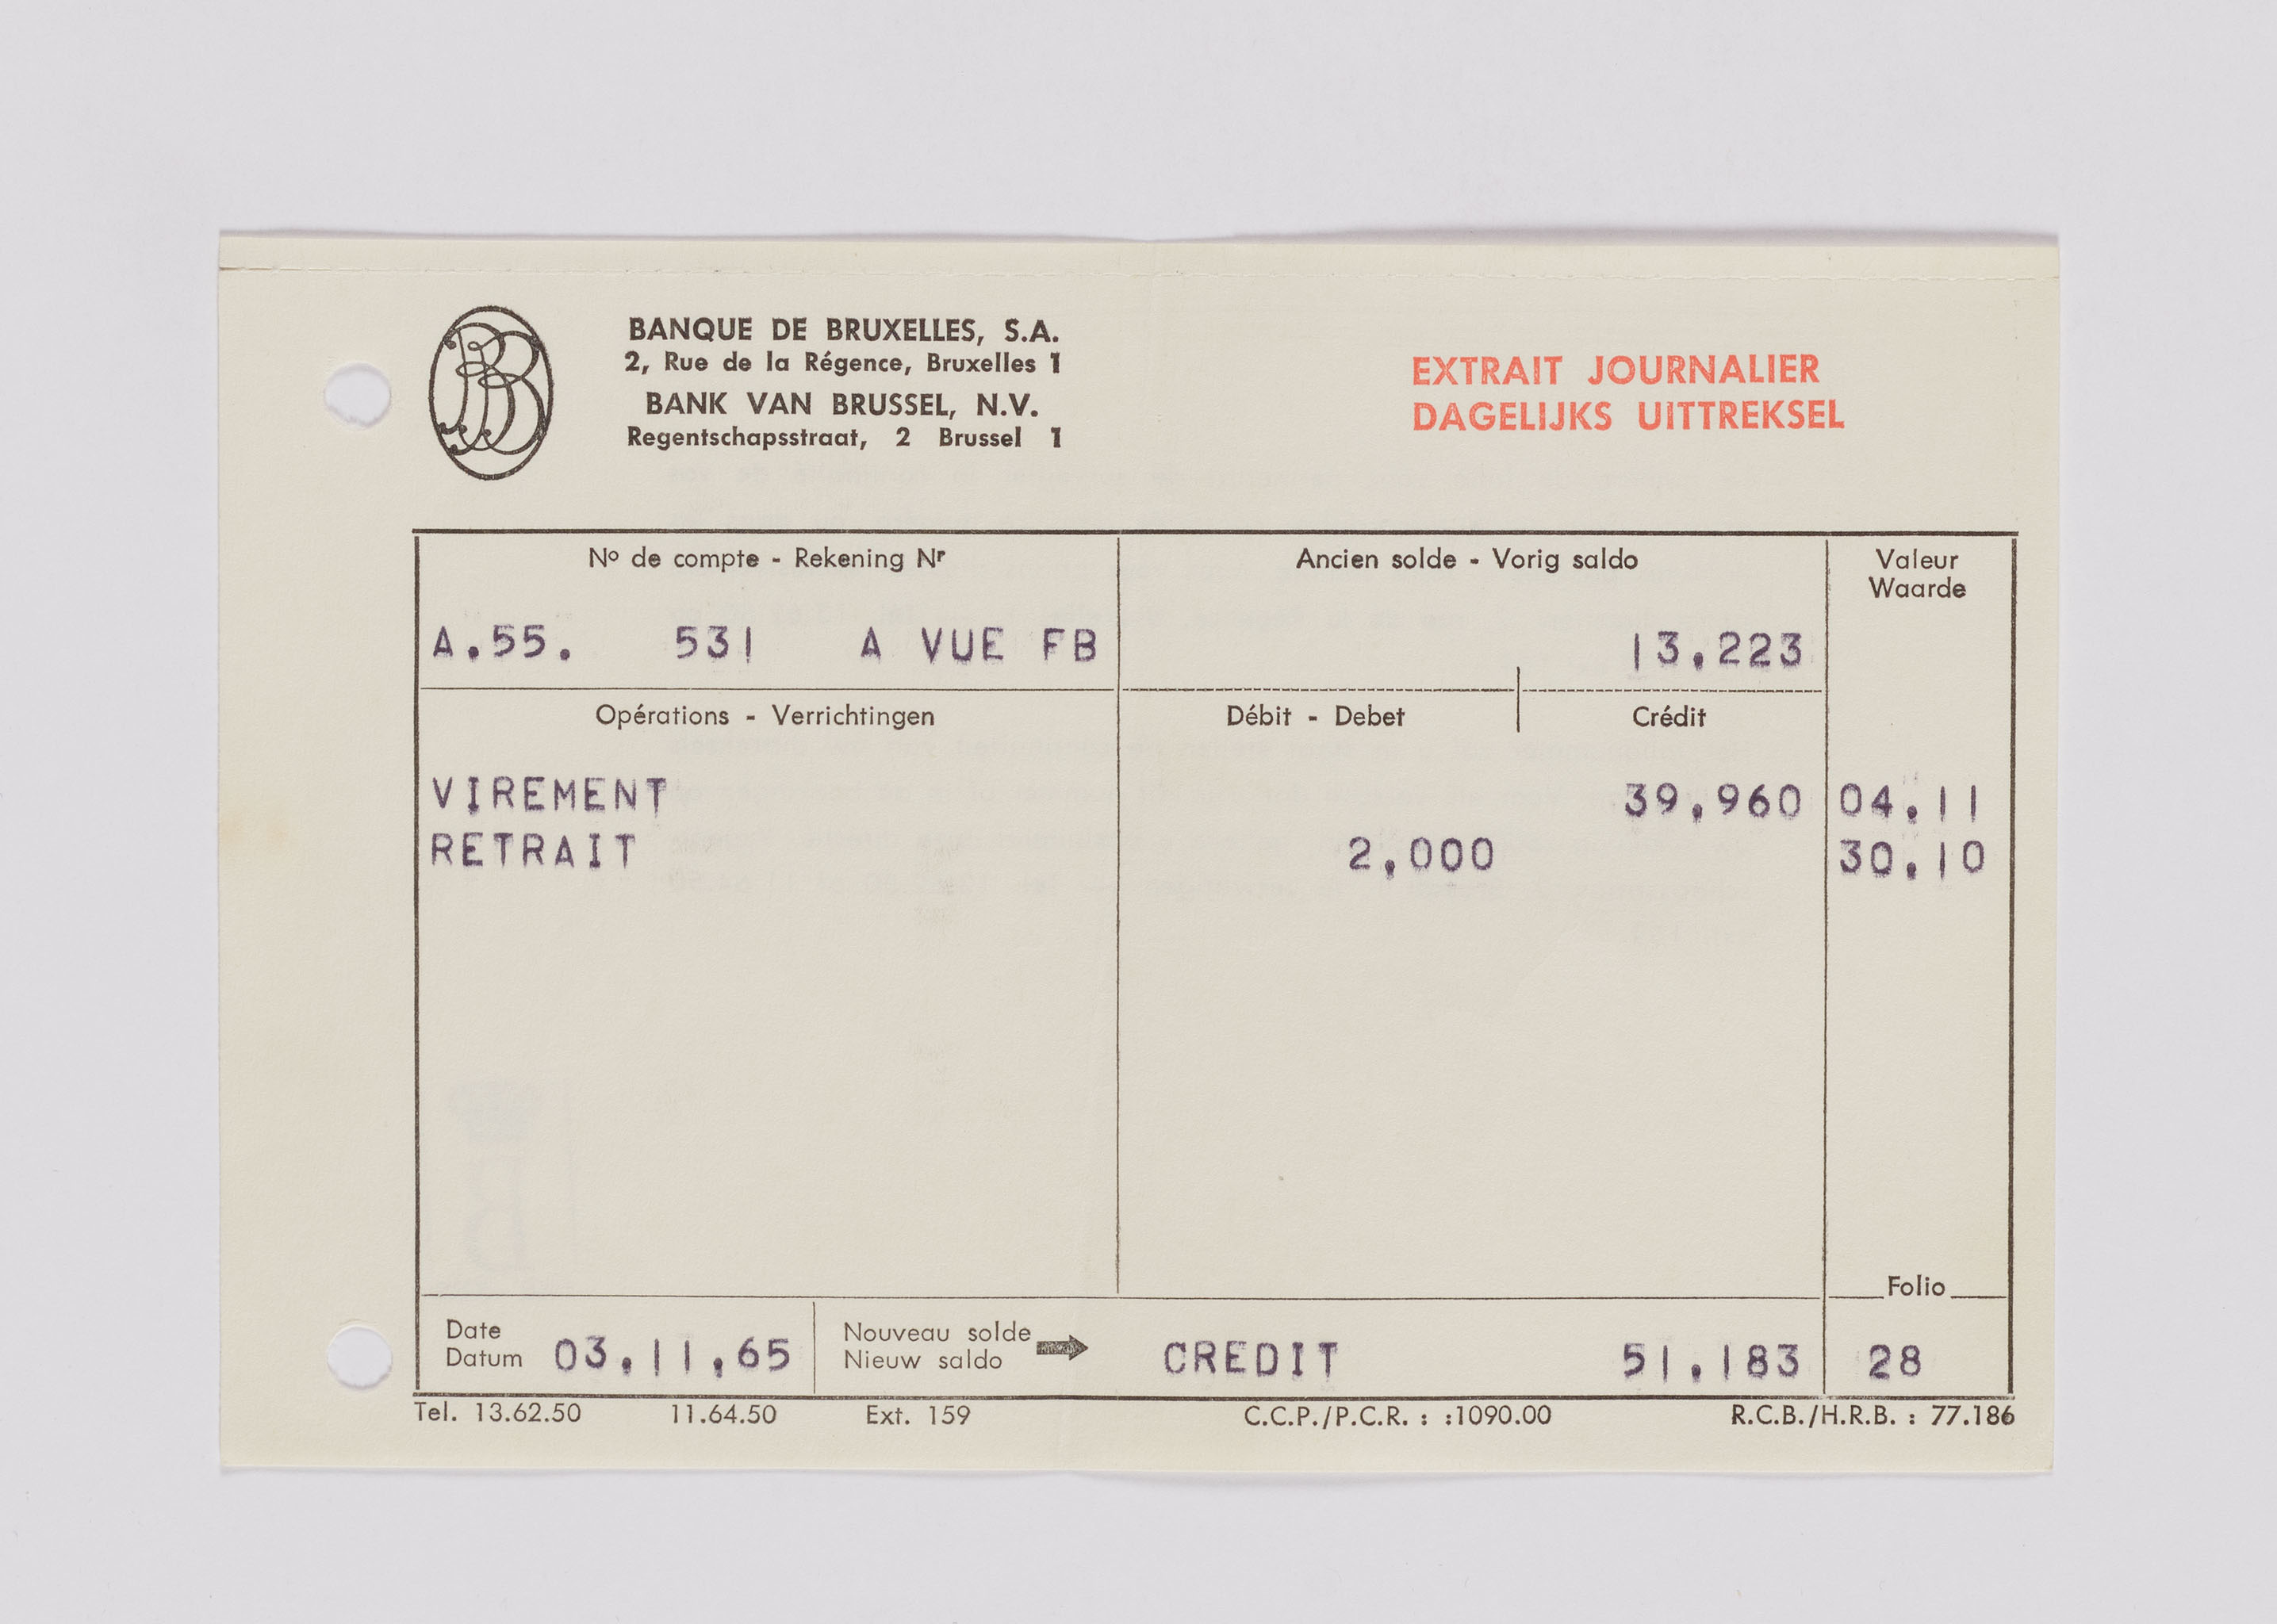 BANQUE DE BRUXELLES, S.A.
2, Rue de la Régence, Bruxelles 1
BANK VAN BRUSSEL, N.V.
Regentschapsstraat, 2 Brussel 1
EXTRAIT JOURNALIER
DAGELIJKS UITTREKSEL
Nº de compte - Rekening Nʳ
Ancien solde - Vorig saldo
Valeur
Waarde
A.55. 531 A VUE FB
13.223
Opérations - Verrichtingen
Débit - Debet
Crédit
VIREMENT 39,960 04.11
RETRAIT 2,000 30.10
Folio
Date
Datum
03.11.65
Nouveau solde
Nieuw saldo
CREDIT 51.183
28
Tel. 13.62.50 11.64.50 Ext. 159 C.C.P./P.C.R. : :1090.00 R.C.B./H.R.B. : 77.186